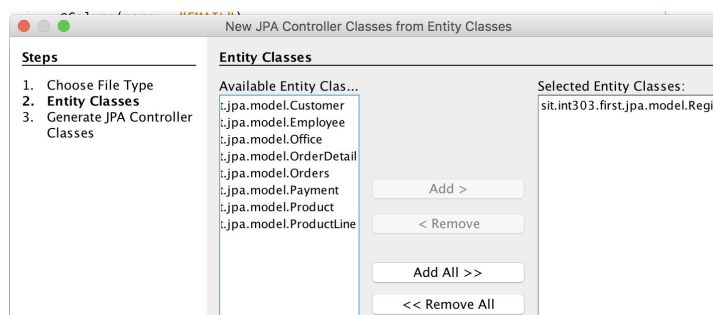 New JPA Controller Classes from Entity Classes
Steps
1. Choose File Type
2. Entity Classes
3. Generate JPA Controller
Classes
Entity Classes
Available Entity Clas...
t.jpa.model.Customer
t.jpa.model.Employee
t.jpa.model.Office
t.jpa.model.OrderDetail
t.jpa.model.Orders
t.jpa.model.Payment
t.jpa.model.Product
t.jpa.model.ProductLine
Add >
< Remove
Add All >>
<< Remove All
Selected Entity Classes:
sit.int303.first.jpa.model.Regi